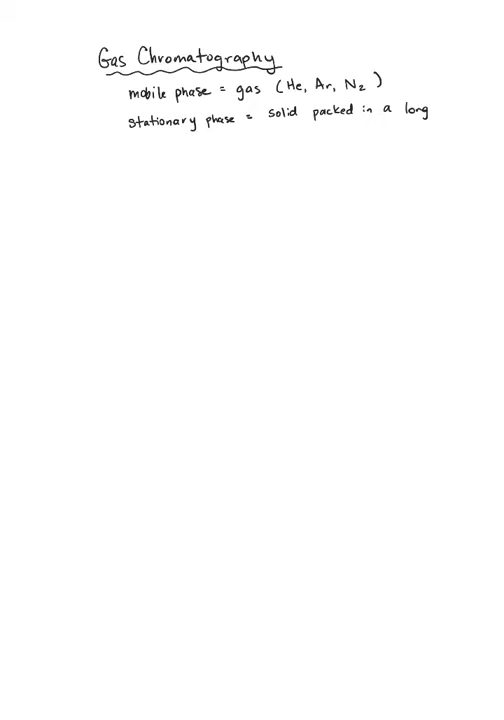 Gas Chromatography
mobile phase = gas (He, Ar, N₂)
stationary phase = solid packed in a long